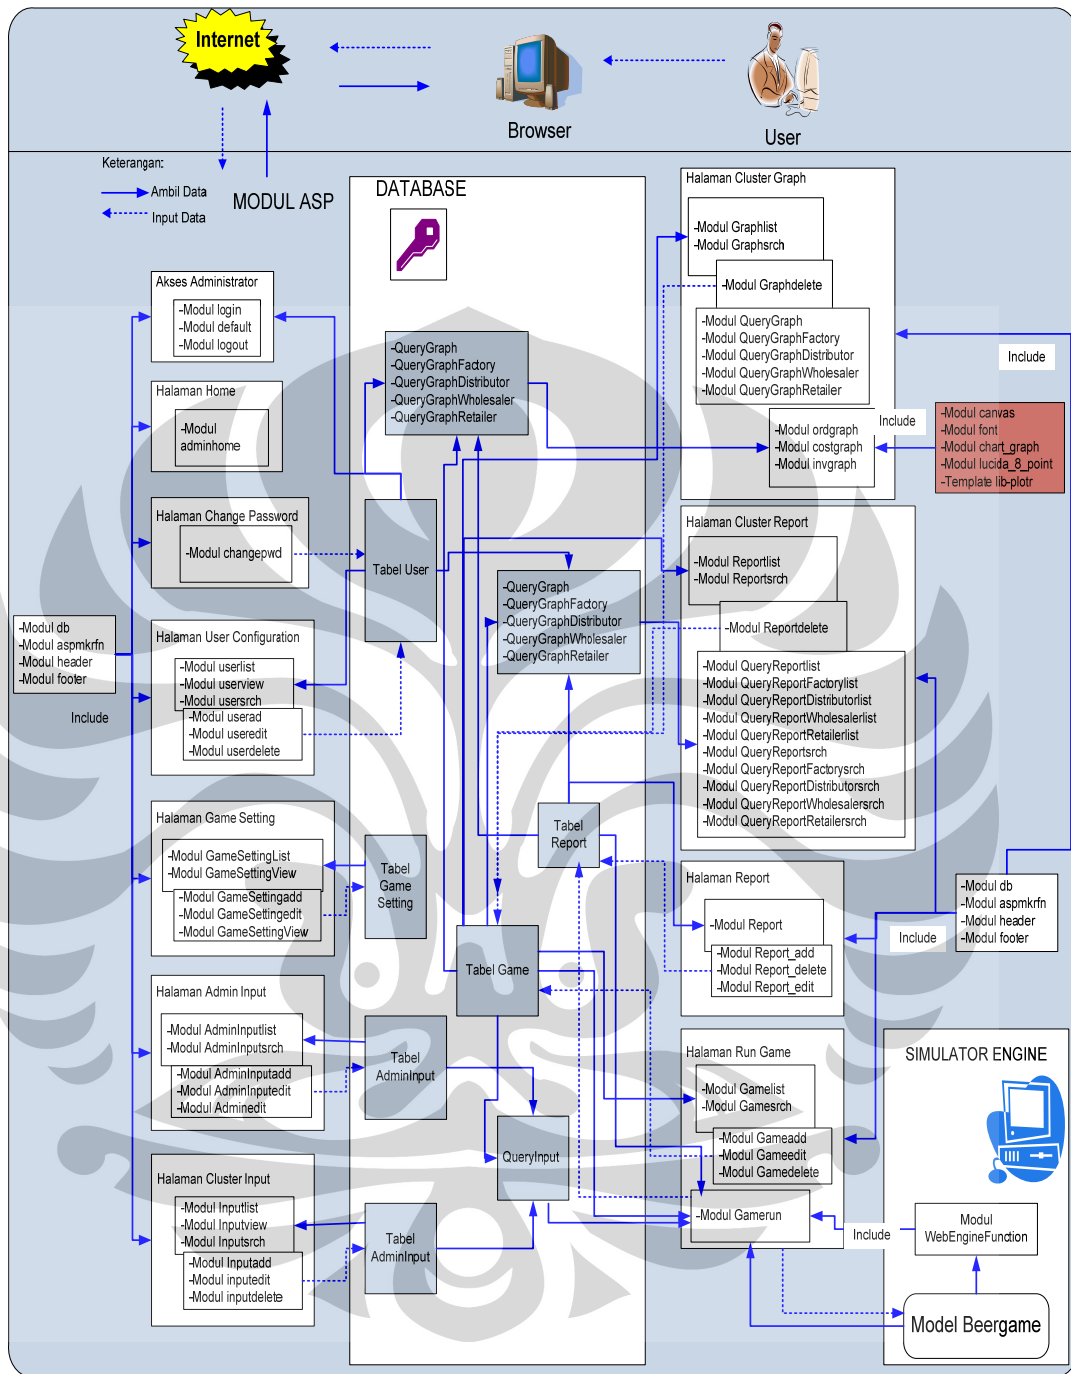 Internet
Browser
User
Keterangan:
Ambil Data
Input Data
MODUL ASP
DATABASE
Akses Administrator
-Modul login
-Modul default
-Modul logout
Halaman Home
-Modul
adminhome
Halaman Change Password
-Modul changepwd
-Modul db
-Modul aspmkrfn
-Modul header
-Modul footer
Include
Halaman User Configuration
-Modul userlist
-Modul userview
-Modul usersrch
-Modul userad
-Modul useredit
-Modul userdelete
Halaman Game Setting
-Modul GameSettingList
-Modul GameSettingView
-Modul GameSettingadd
-Modul GameSettingedit
-Modul GameSettingView
Halaman Admin Input
-Modul AdminInputlist
-Modul AdminInputsrch
-Modul AdminInputadd
-Modul AdminInputedit
-Modul Adminedit
Halaman Cluster Input
-Modul Inputlist
-Modul Inputview
-Modul Inputsrch
-Modul Inputadd
-Modul inputedit
-Modul inputdelete
-QueryGraph
-QueryGraphFactory
-QueryGraphDistributor
-QueryGraphWholesaler
-QueryGraphRetailer
Tabel User
-QueryGraph
-QueryGraphFactory
-QueryGraphDistributor
-QueryGraphWholesaler
-QueryGraphRetailer
Tabel
Report
Tabel
Game
Setting
Tabel Game
Tabel
AdminInput
QueryInput
Tabel
AdminInput
Halaman Cluster Graph
-Modul Graphlist
-Modul Graphsrch
-Modul Graphdelete
-Modul QueryGraph
-Modul QueryGraphFactory
-Modul QueryGraphDistributor
-Modul QueryGraphWholesaler
-Modul QueryGraphRetailer
-Modul ordgraph
-Modul costgraph
-Modul invgraph
Include
Include
-Modul canvas
-Modul font
-Modul chart_graph
-Modul lucida_8_point
-Template lib-plotr
Halaman Cluster Report
-Modul Reportlist
-Modul Reportsrch
-Modul Reportdelete
-Modul QueryReportlist
-Modul QueryReportFactorylist
-Modul QueryReportDistributorlist
-Modul QueryReportWholesalerlist
-Modul QueryReportRetailerlist
-Modul QueryReportsrch
-Modul QueryReportFactorysrch
-Modul QueryReportDistributorsrch
-Modul QueryReportWholesalersrch
-Modul QueryReportRetailersrch
Halaman Report
-Modul Report
-Modul Report_add
-Modul Report_delete
-Modul Report_edit
Include
-Modul db
-Modul aspmkrfn
-Modul header
-Modul footer
Halaman Run Game
-Modul Gamelist
-Modul Gamesrch
-Modul Gameadd
-Modul Gameedit
-Modul Gamedelete
-Modul Gamerun
Include
SIMULATOR ENGINE
Modul
WebEngineFunction
Model Beergame